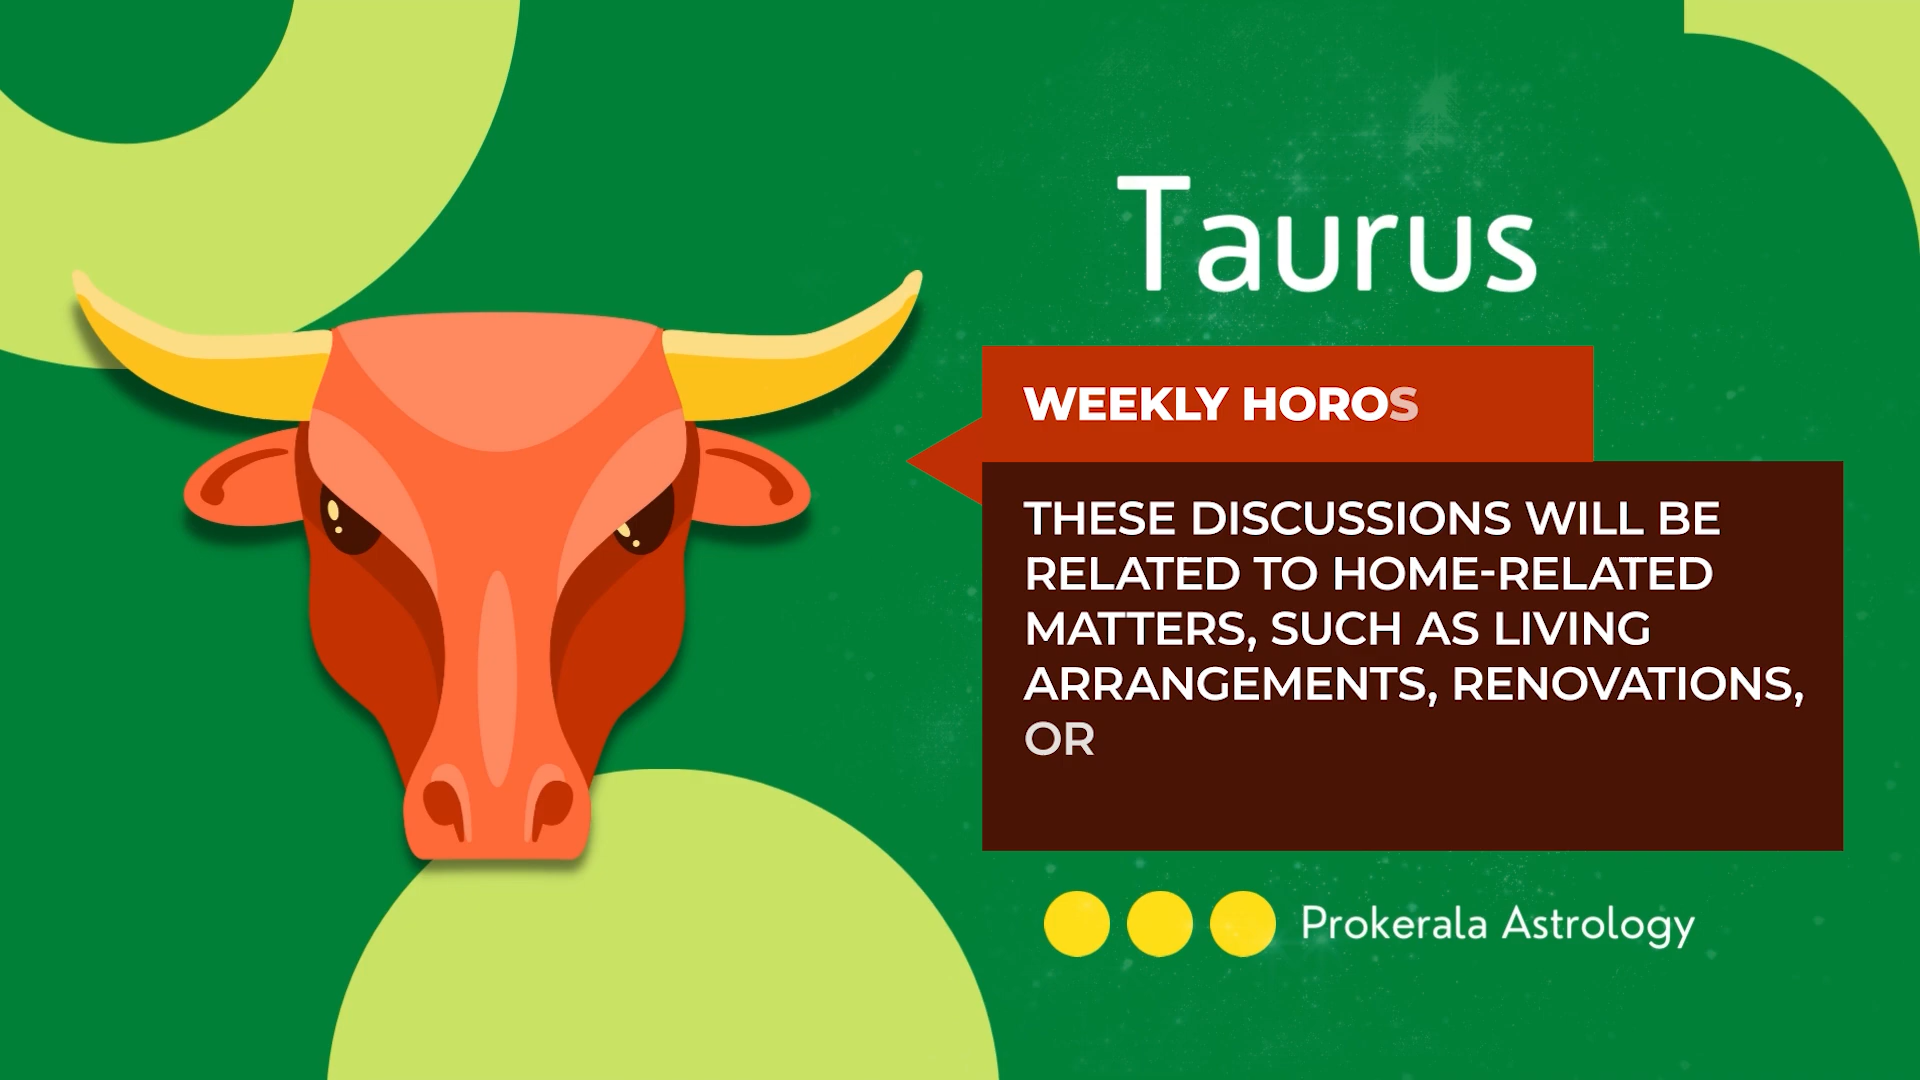 Taurus
WEEKLY HOROS
THESE DISCUSSIONS WILL BE
RELATED TO HOME-RELATED
MATTERS, SUCH AS LIVING
ARRANGEMENTS, RENOVATIONS,
OR
Prokerala Astrology